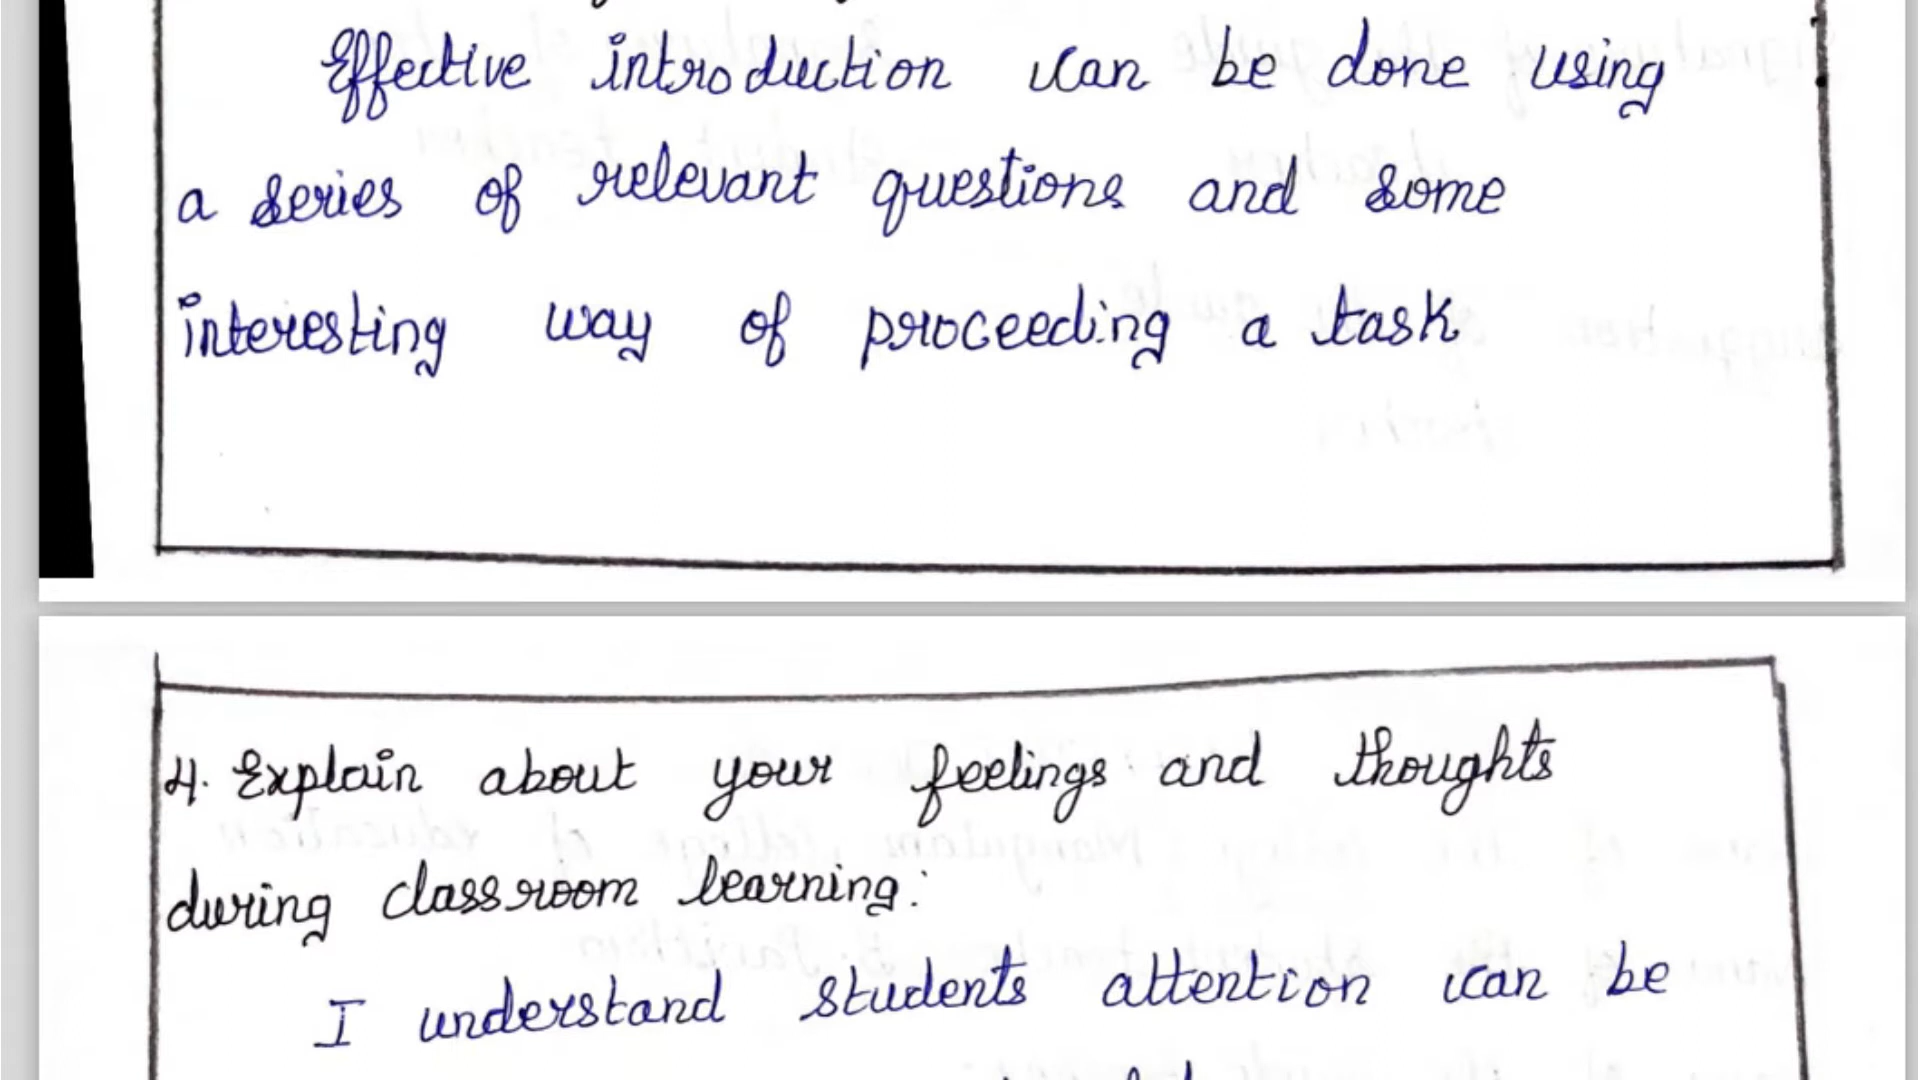 Effective introduction can be done using
a series of relevant questions and some
interesting way of proceeding a task
4. Explain about your feelings and thoughts
during classroom learning:
I understand students attention can be